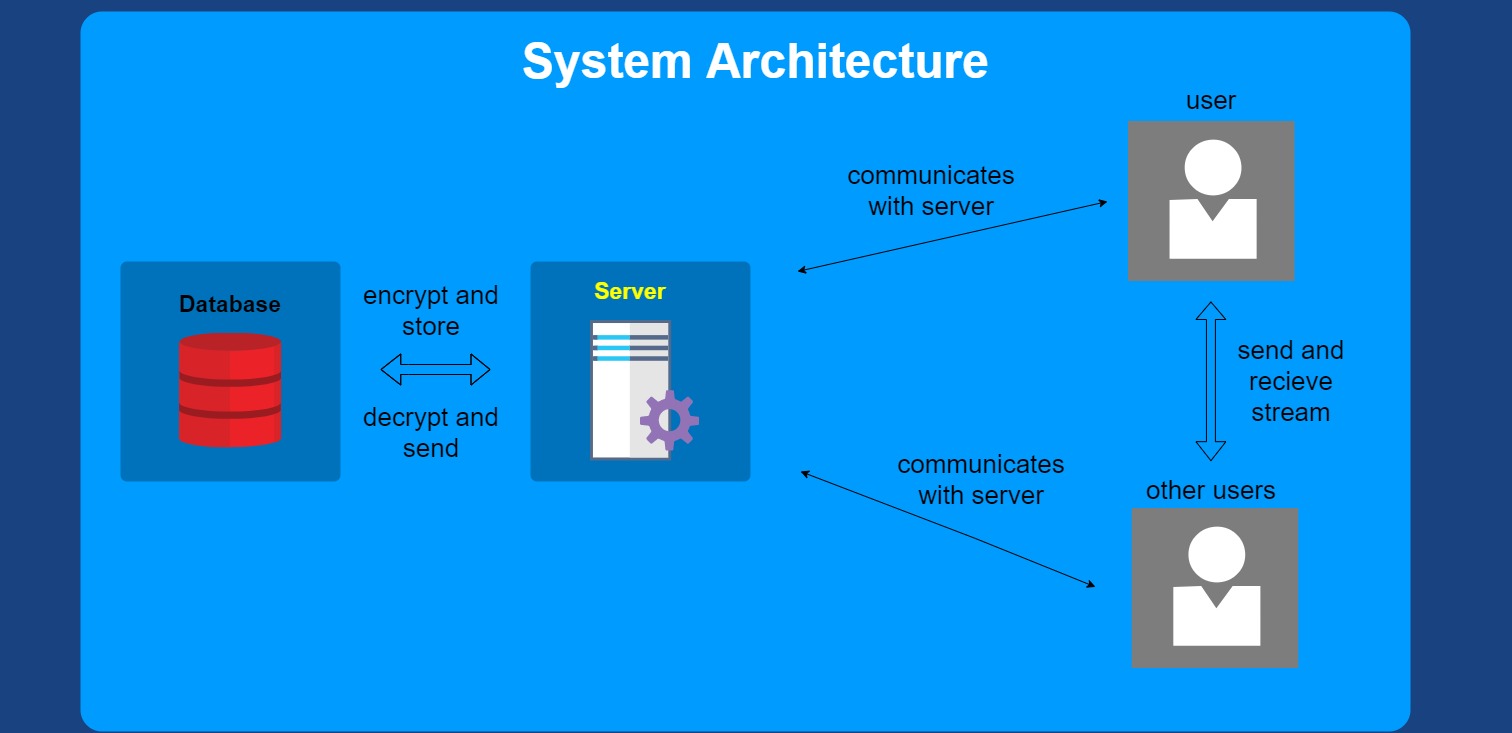 System Architecture
user
communicates
with server
Database
encrypt and
store
decrypt and
send
Server
send and
recieve
stream
communicates
with server
other users